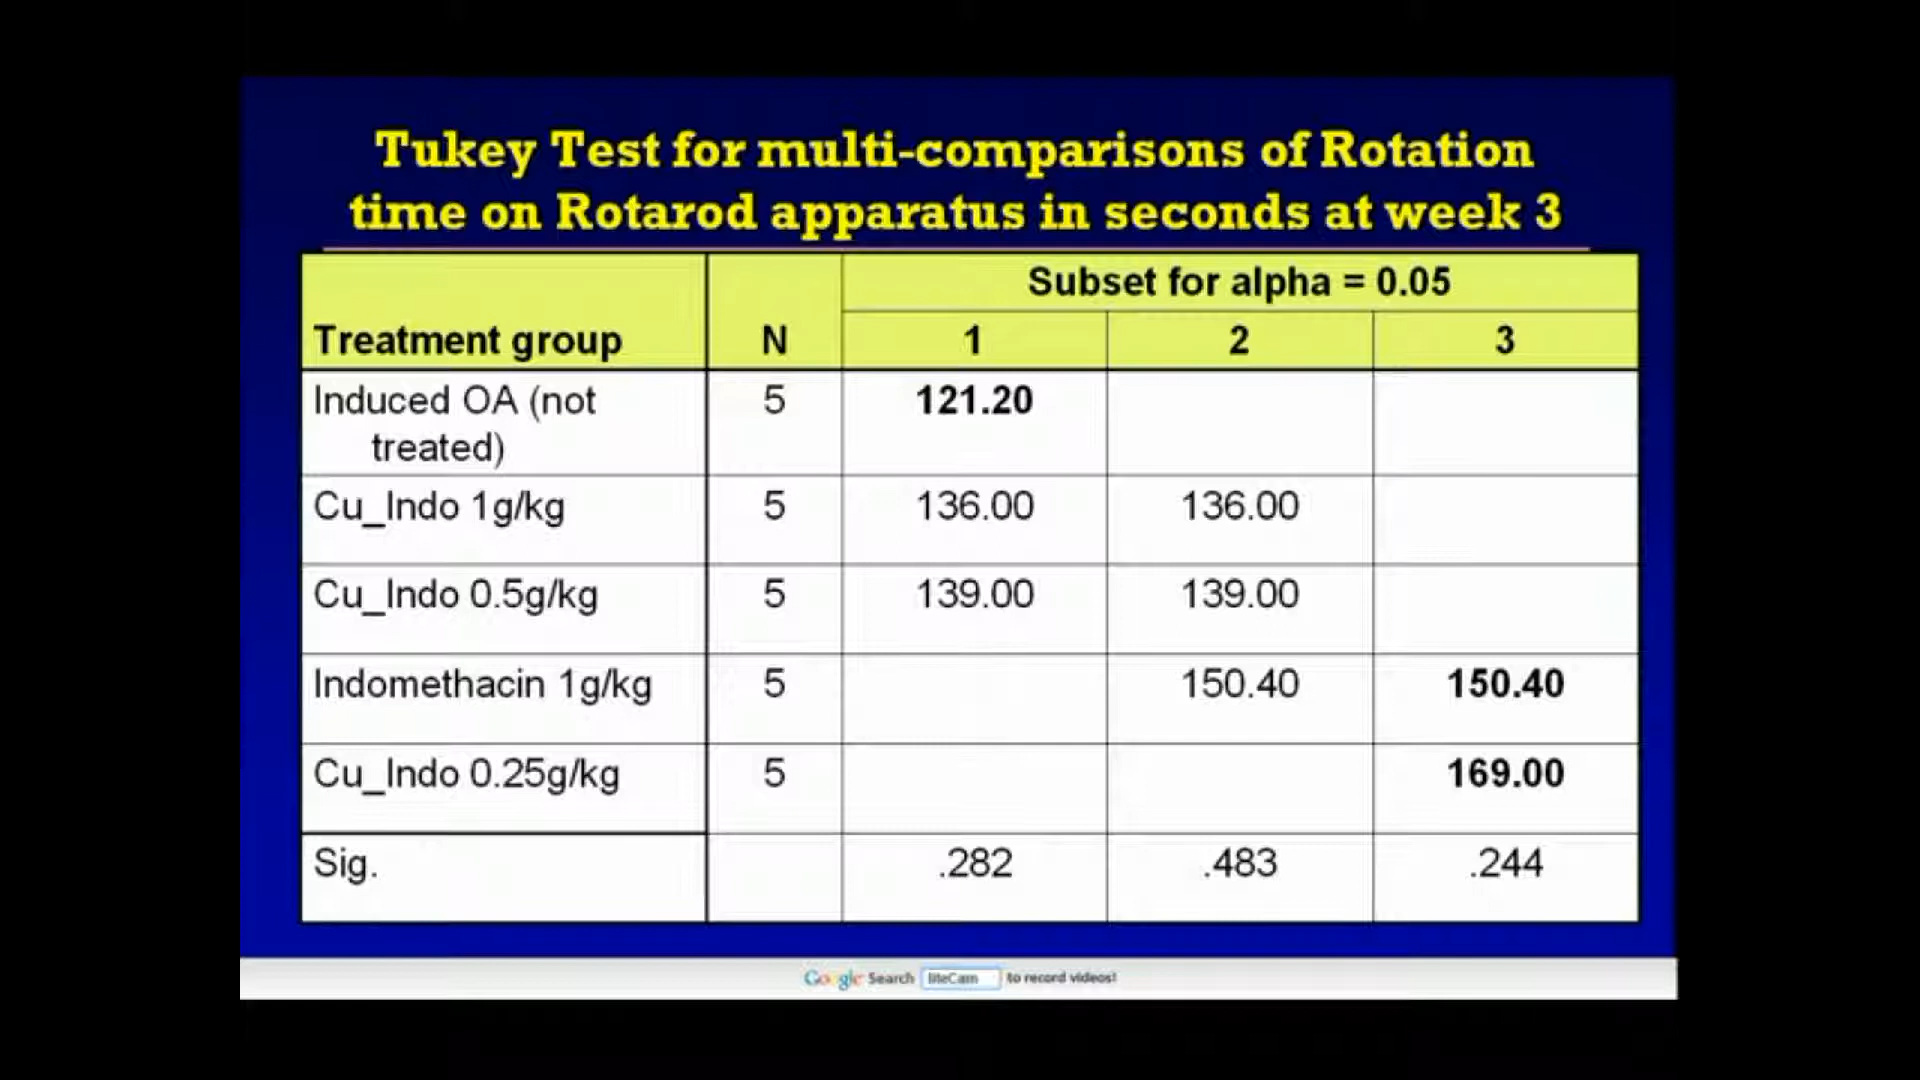 Tukey Test for multi-comparisons of Rotation
time on Rotarod apparatus in seconds at week 3
Subset for alpha = 0.05
Treatment group N 1 2 3
Induced OA (not 5 121.20
treated)
Cu_Indo 1g/kg 5 136.00 136.00
Cu_Indo 0.5g/kg 5 139.00 139.00
Indomethacin 1g/kg 5 150.40 150.40
Cu_Indo 0.25g/kg 5 169.00
Sig. .282 .483 .244
Google Search liteCam to record videos!